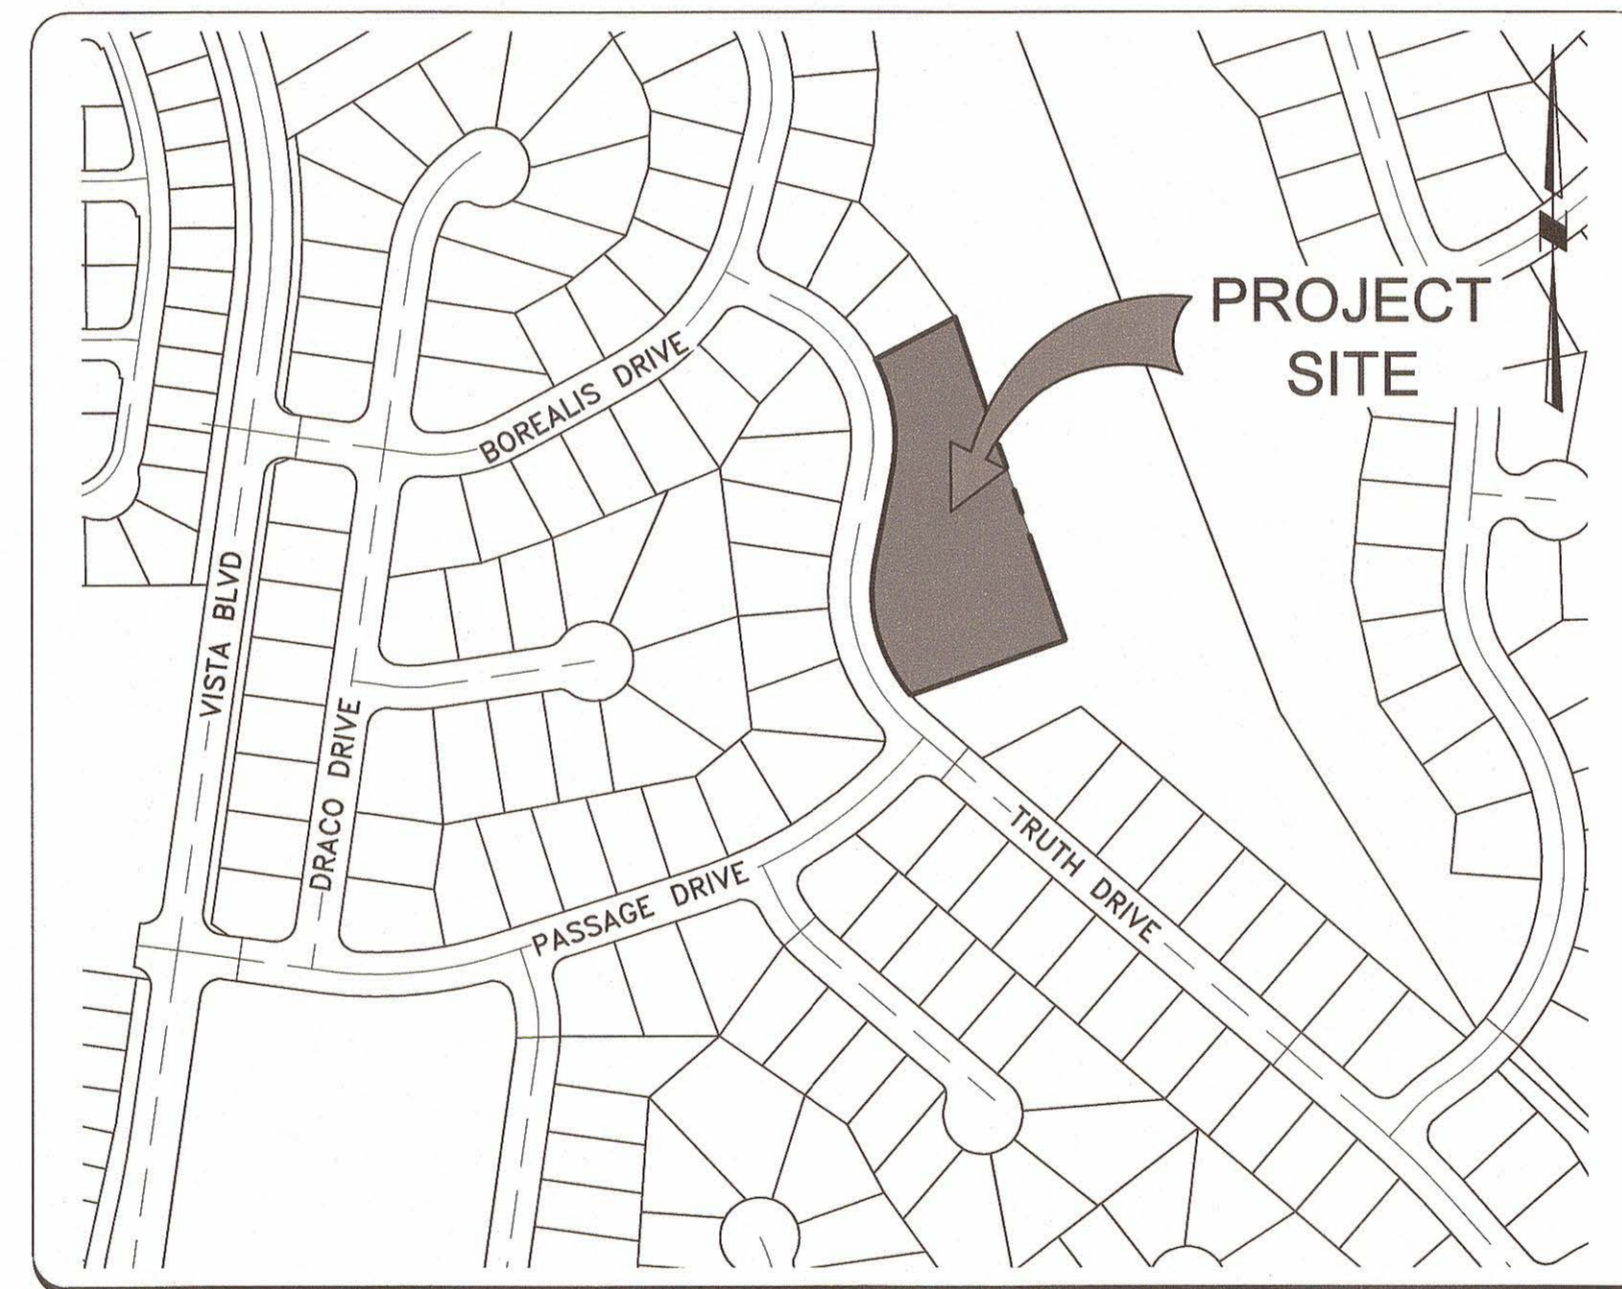 PROJECT
SITE
BOREALIS DRIVE
VISTA BLVD
DRACO DRIVE
PASSAGE DRIVE
TRUTH DRIVE
N